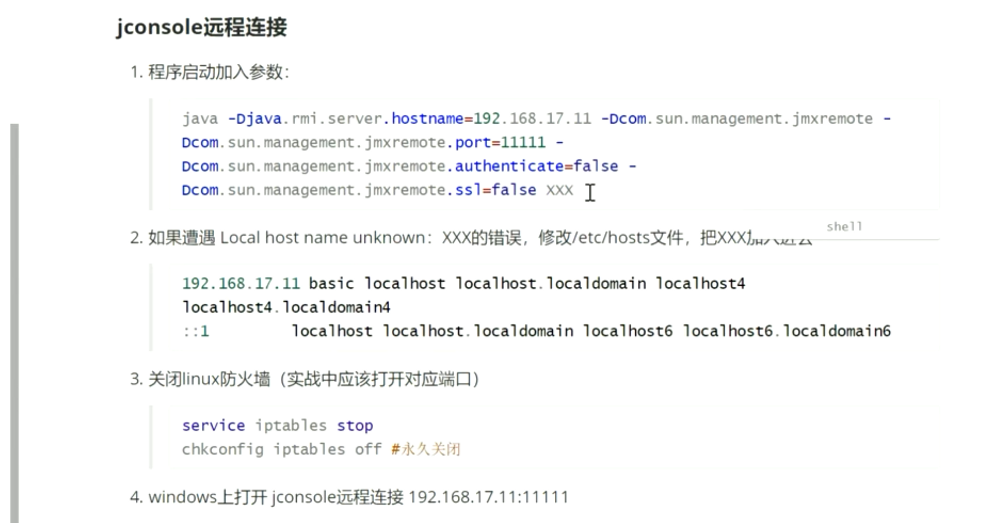 jconsole远程连接
1. 程序启动加入参数：
java -Djava.rmi.server.hostname=192.168.17.11 -Dcom.sun.management.jmxremote -
Dcom.sun.management.jmxremote.port=11111 -
Dcom.sun.management.jmxremote.authenticate=false -
Dcom.sun.management.jmxremote.ssl=false XXX
shell
2. 如果遭遇 Local host name unknown：XXX的错误，修改/etc/hosts文件，把XXX加入进去
192.168.17.11 basic localhost localhost.localdomain localhost4
localhost4.localdomain4
::1 localhost localhost.localdomain localhost6 localhost6.localdomain6
3. 关闭linux防火墙（实战中应该打开对应端口）
service iptables stop
chkconfig iptables off #永久关闭
4. windows上打开 jconsole远程连接 192.168.17.11:11111